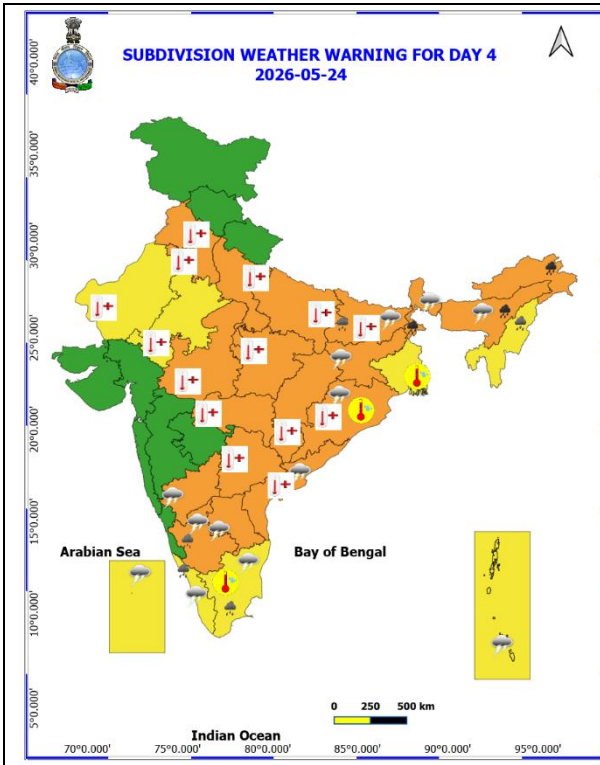 SUBDIVISION WEATHER WARNING FOR DAY 4
2026-05-24
40°0.000'
35°0.000'
30°0.000'
25°0.000'
20°0.000'
15°0.000'
10°0.000'
5°0.000'
Arabian Sea
Bay of Bengal
0 250 500 km
Indian Ocean
70°0.000' 75°0.000' 80°0.000' 85°0.000' 90°0.000' 95°0.000'